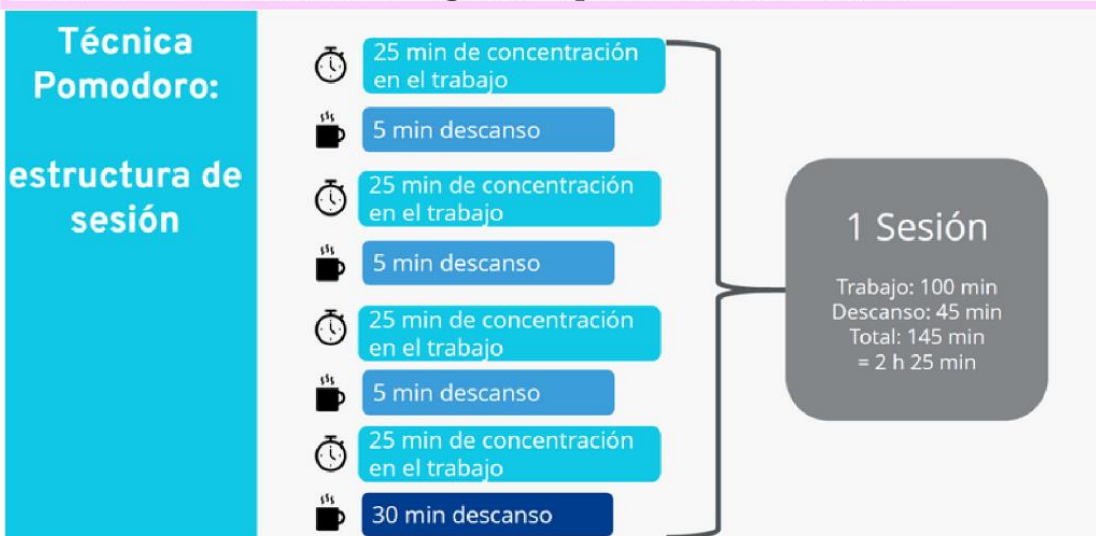 Técnica
Pomodoro:
estructura de
sesión
25 min de concentración
en el trabajo
5 min descanso
25 min de concentración
en el trabajo
5 min descanso
25 min de concentración
en el trabajo
5 min descanso
25 min de concentración
en el trabajo
30 min descanso
1 Sesión
Trabajo: 100 min
Descanso: 45 min
Total: 145 min
= 2 h 25 min